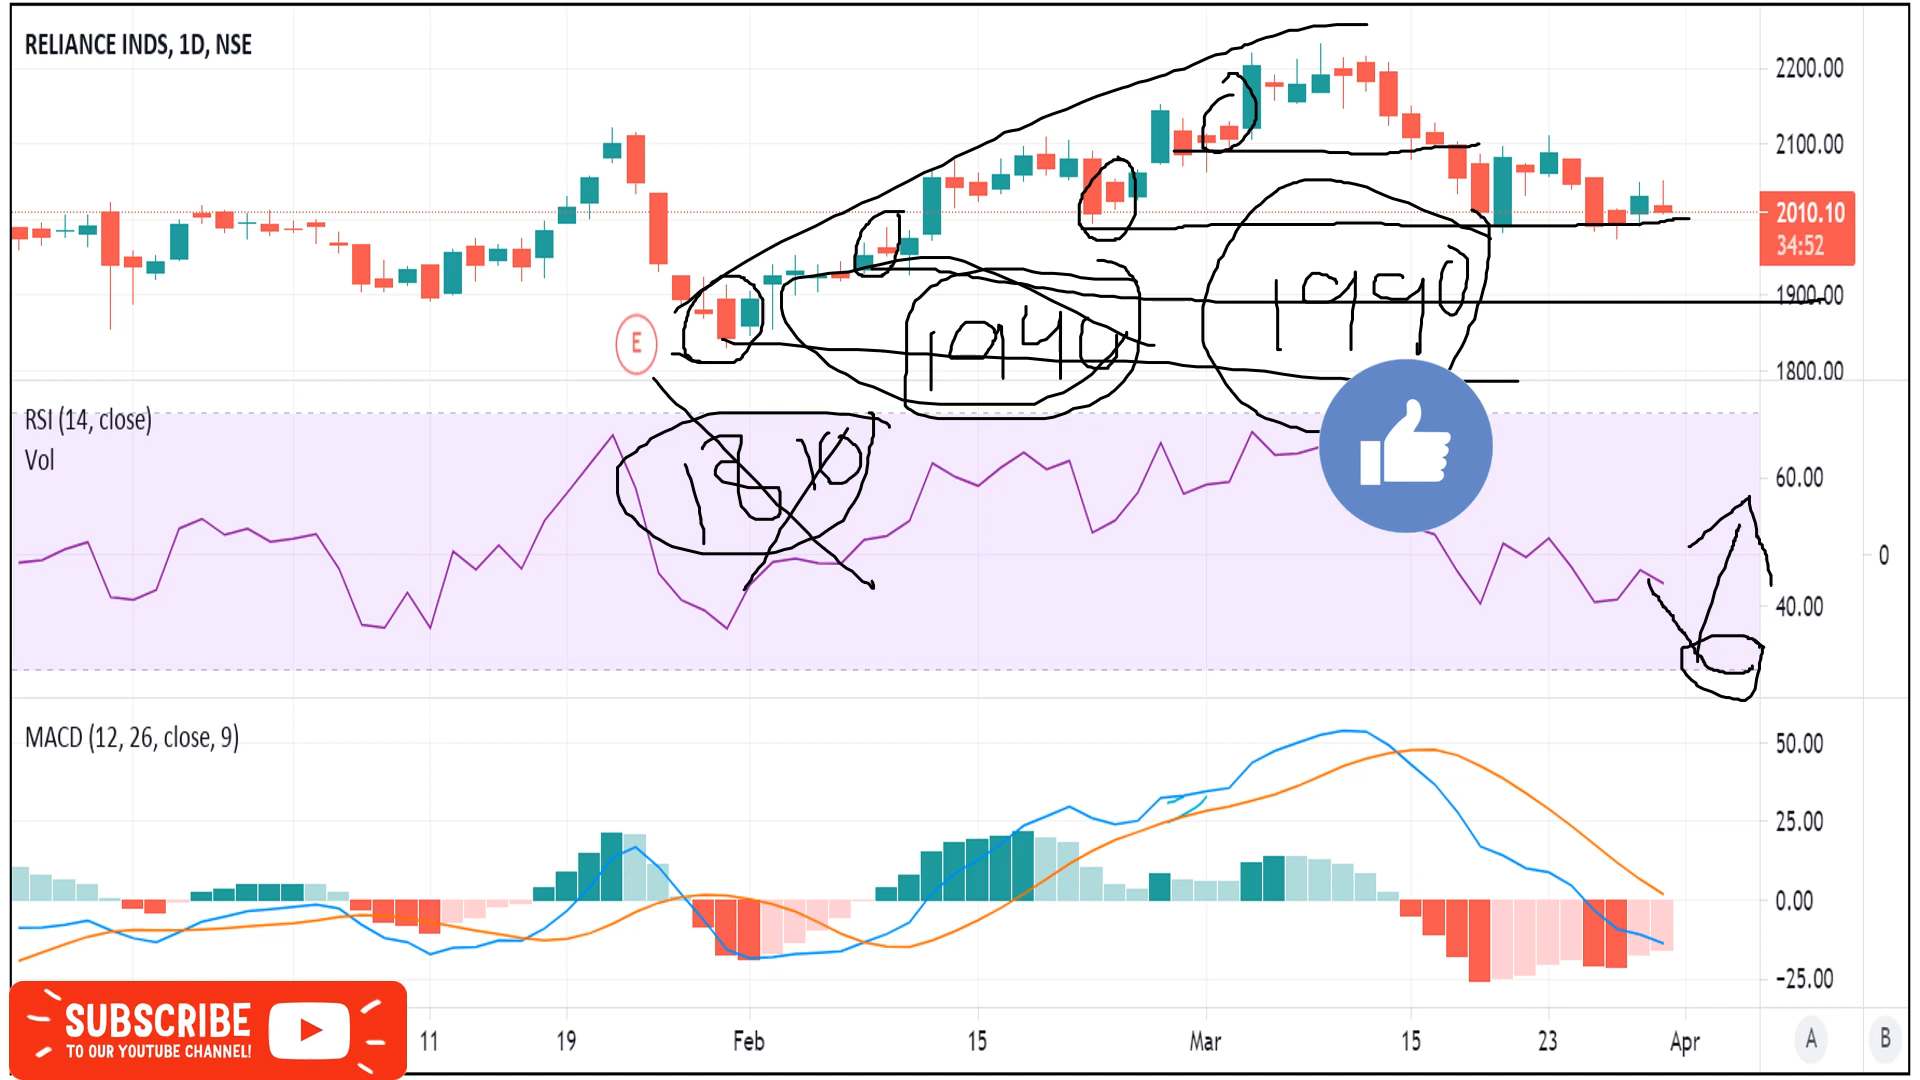 RELIANCE INDS, 1D, NSE
2200.00
2100.00
2010.10
34:52
1900.00
1800.00
E
1940
1990
RSI (14, close)
Vol
60.00
0
40.00
MACD (12, 26, close, 9)
50.00
25.00
0.00
−25.00
SUBSCRIBE
TO OUR YOUTUBE CHANNEL!
11
19
Feb
15
Mar
15
23
Apr
A
B